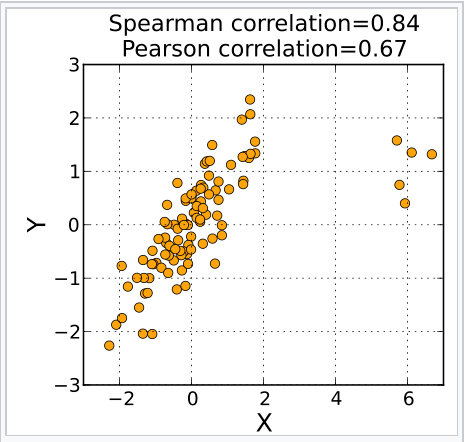 Spearman correlation=0.84
Pearson correlation=0.67
3
2
1
0
−1
−2
−3
Y
−2 0 2 4 6
X